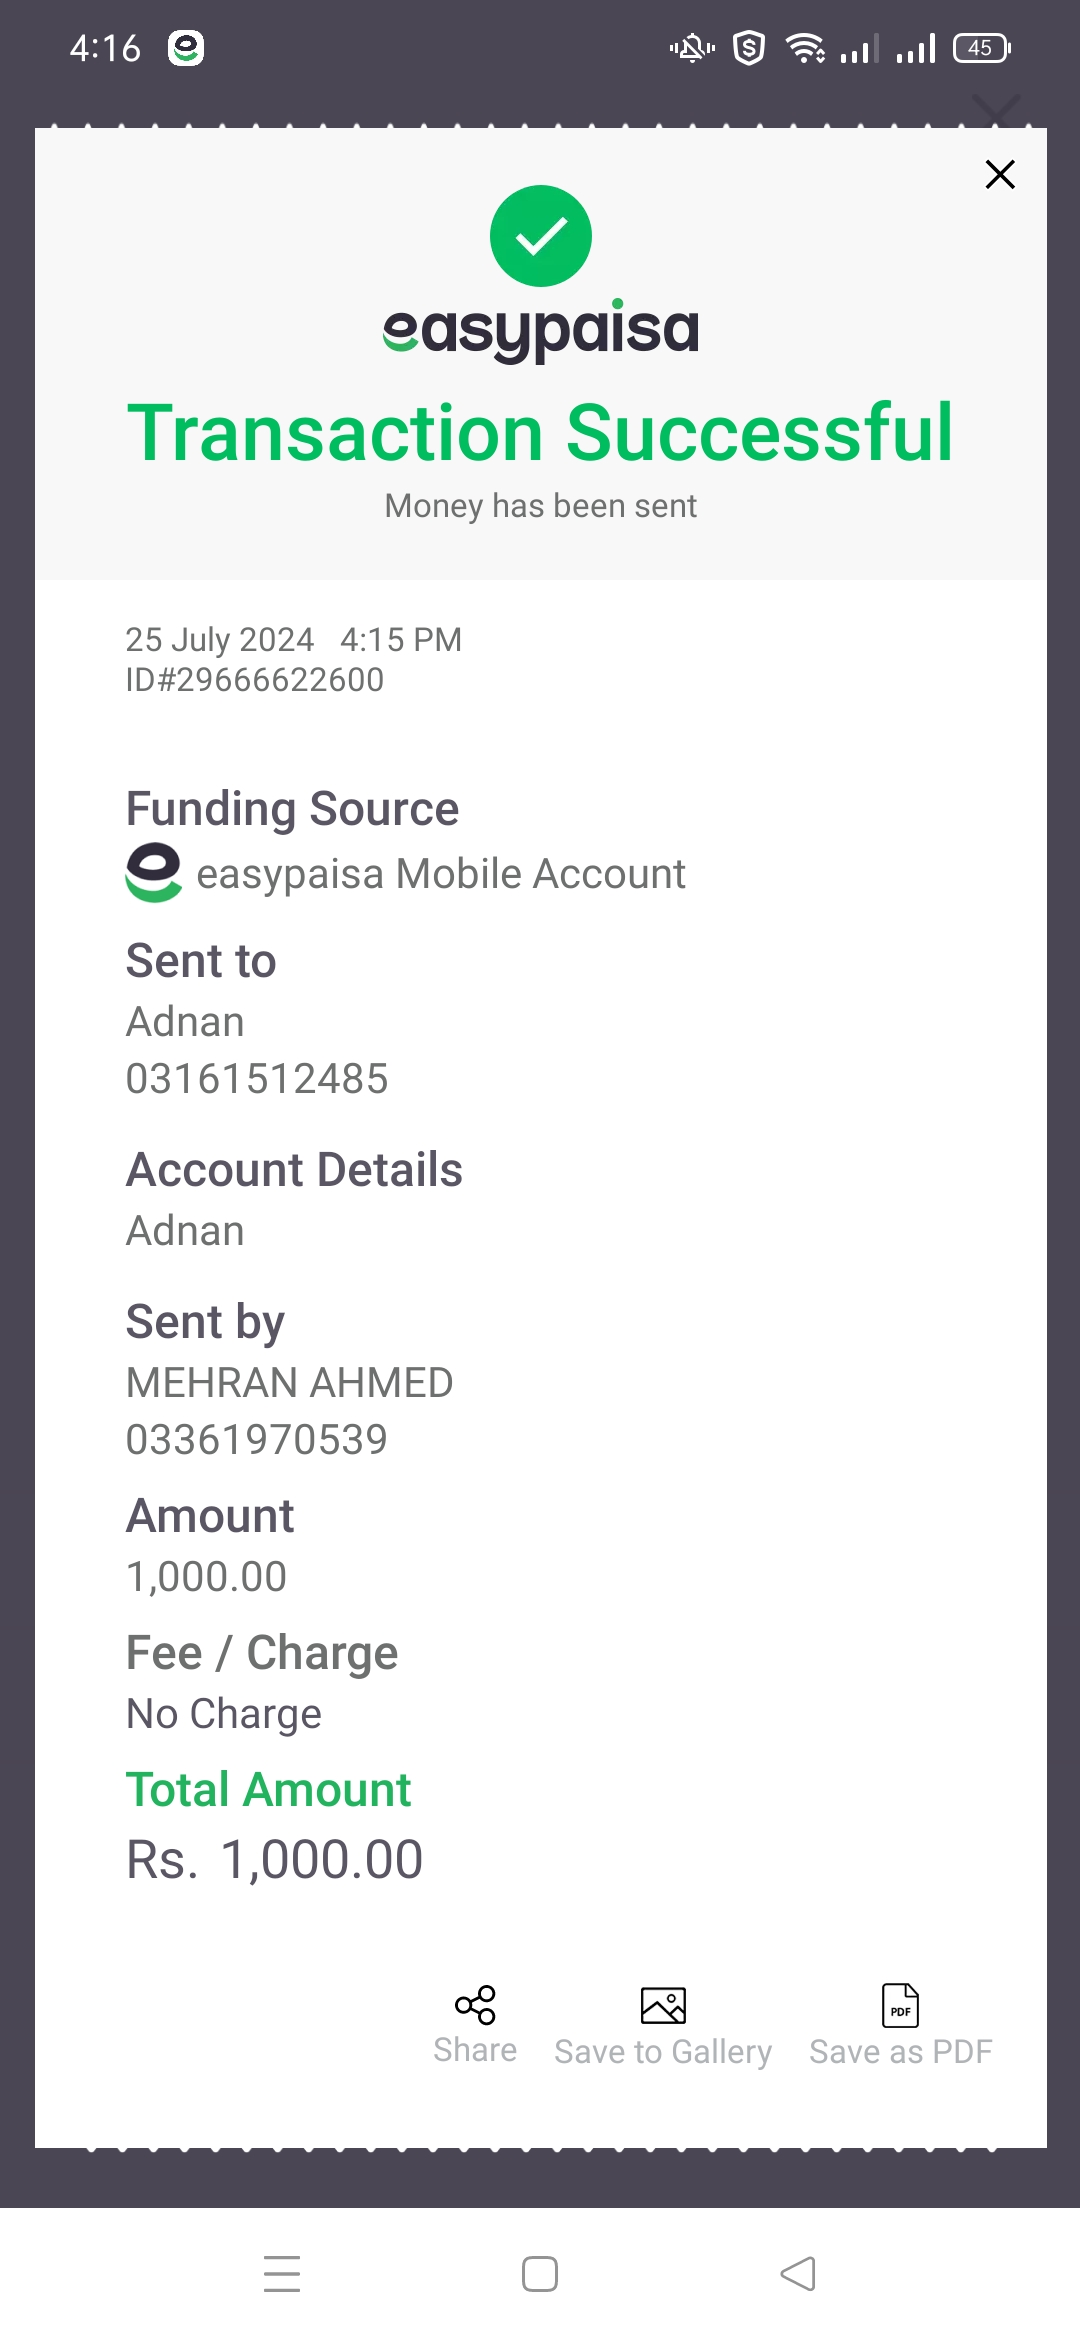 4:16
45
easypaisa
Transaction Successful
Money has been sent
25 July 2024 4:15 PM
ID#29666622600
Funding Source
easypaisa Mobile Account
Sent to
Adnan
03161512485
Account Details
Adnan
Sent by
MEHRAN AHMED
03361970539
Amount
1,000.00
Fee / Charge
No Charge
Total Amount
Rs. 1,000.00
PDF
Share Save to Gallery Save as PDF